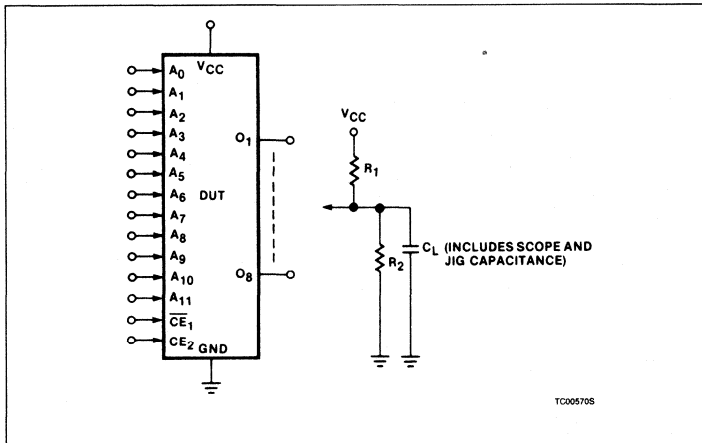 VCC
A0
A1
A2
A3
A4
A5
A6
A7
A8
A9
A10
A11
CE1
CE2
DUT
GND
O1
O8
VCC
R1
R2
CL (INCLUDES SCOPE AND
JIG CAPACITANCE)
TC00570S